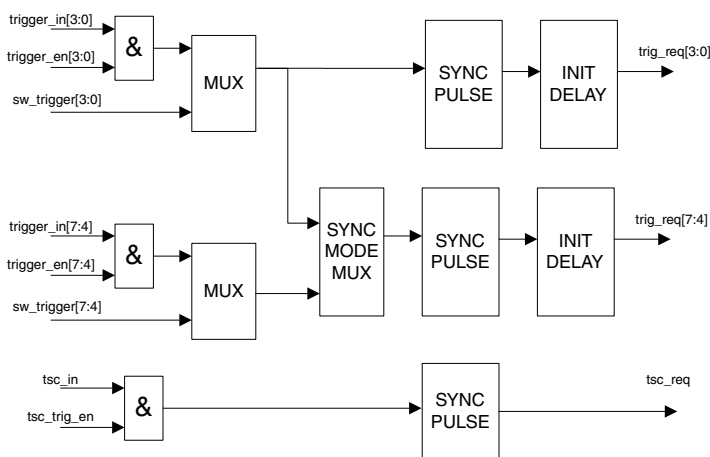 trigger_in[3:0]
trigger_en[3:0]
&
sw_trigger[3:0]
MUX
SYNC
PULSE
INIT
DELAY
trig_req[3:0]
trigger_in[7:4]
trigger_en[7:4]
&
sw_trigger[7:4]
MUX
SYNC
MODE
MUX
SYNC
PULSE
INIT
DELAY
trig_req[7:4]
tsc_in
tsc_trig_en
&
SYNC
PULSE
tsc_req